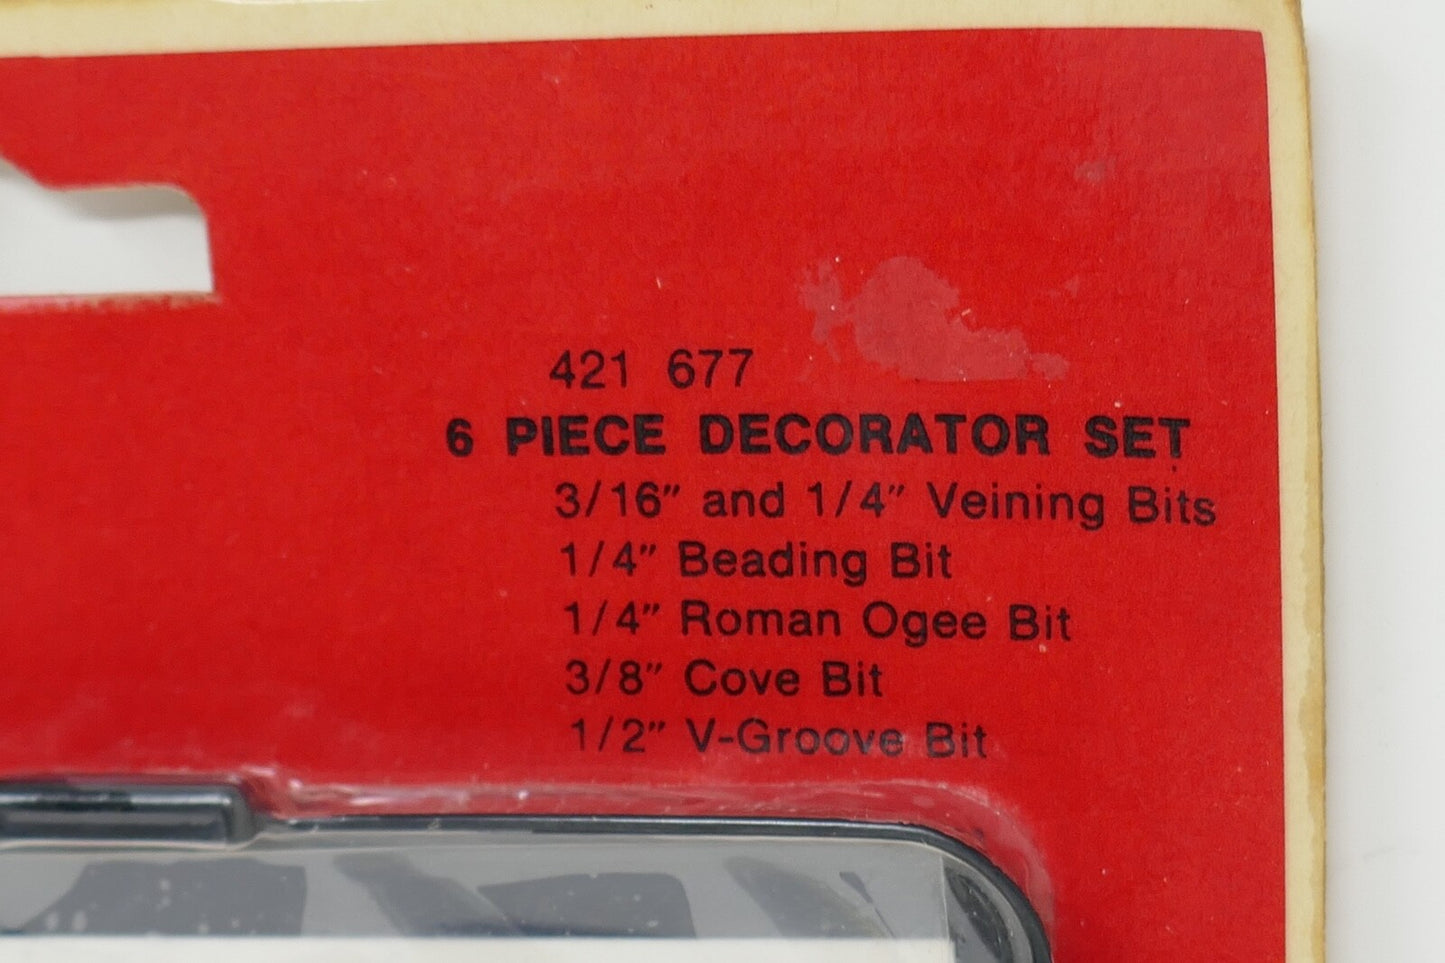 421 677
6 PIECE DECORATOR SET
3/16" and 1/4" Veining Bits
1/4" Beading Bit
1/4" Roman Ogee Bit
3/8" Cove Bit
1/2" V-Groove Bit